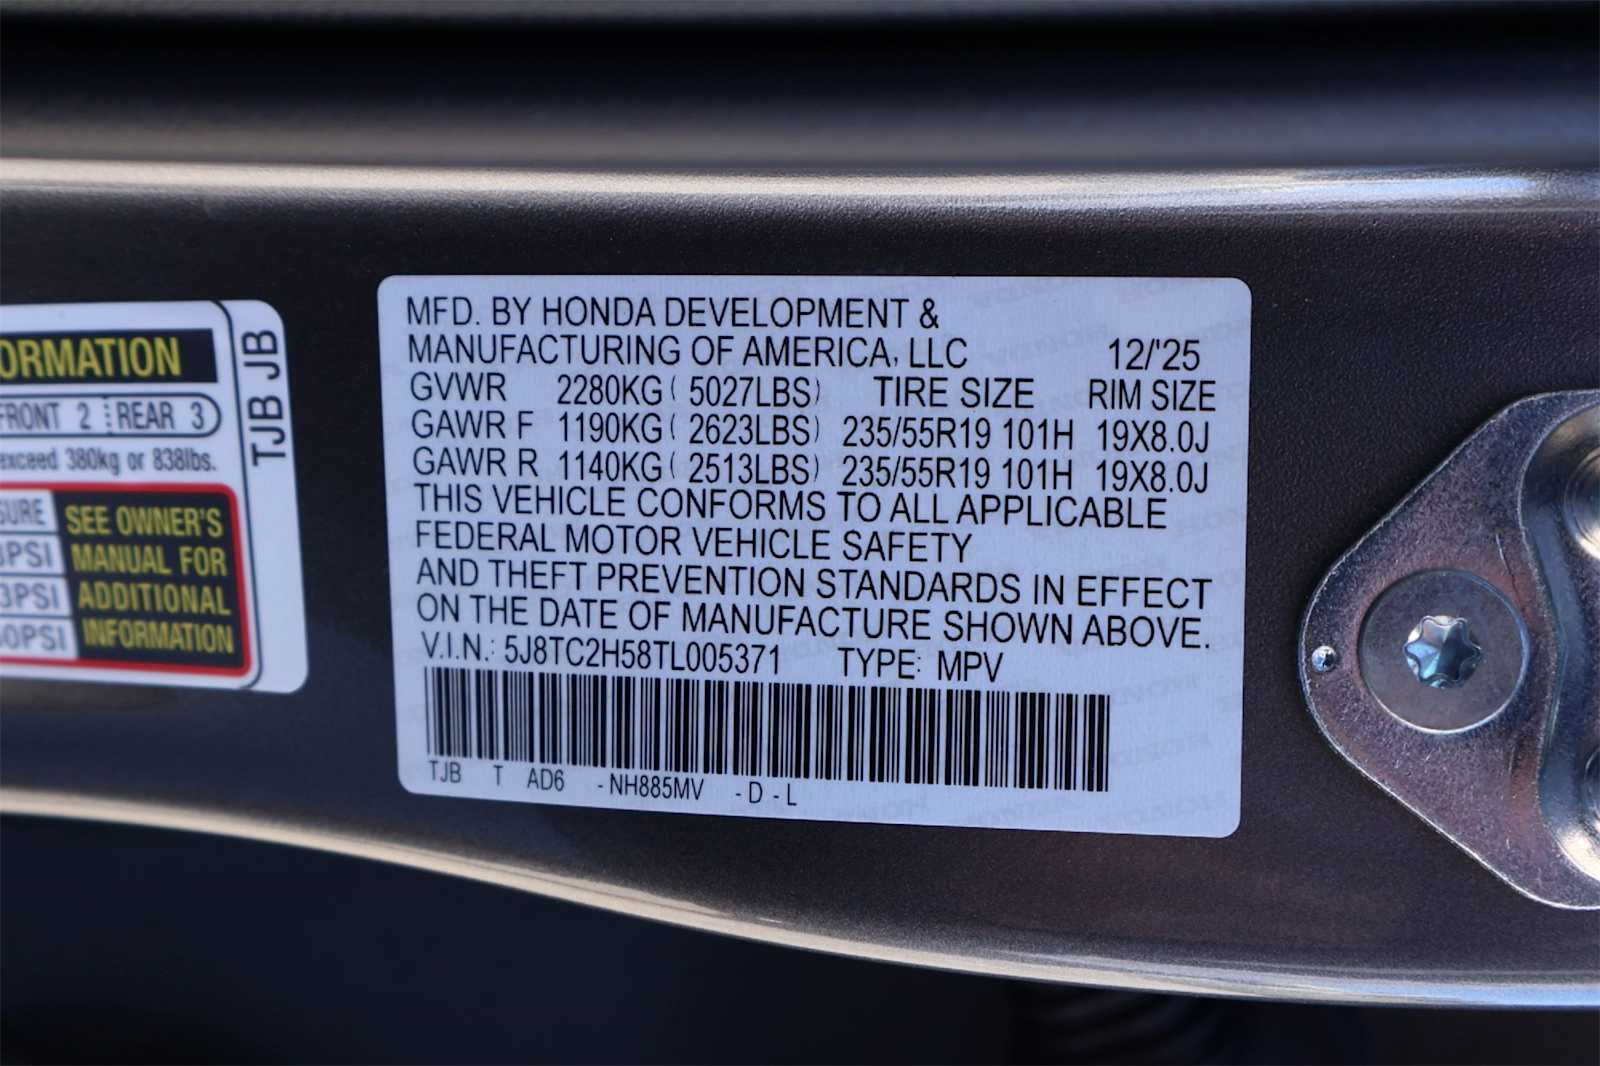 ORMATION
FRONT 2 REAR 3
exceed 380kg or 838lbs.
SURE
PSI
3PSI
0PSI
SEE OWNER'S
MANUAL FOR
ADDITIONAL
INFORMATION
TJB JB
MFD. BY HONDA DEVELOPMENT &
MANUFACTURING OF AMERICA, LLC 12/'25
GVWR 2280KG ( 5027LBS) TIRE SIZE RIM SIZE
GAWR F 1190KG ( 2623LBS) 235/55R19 101H 19X8.0J
GAWR R 1140KG ( 2513LBS) 235/55R19 101H 19X8.0J
THIS VEHICLE CONFORMS TO ALL APPLICABLE
FEDERAL MOTOR VEHICLE SAFETY
AND THEFT PREVENTION STANDARDS IN EFFECT
ON THE DATE OF MANUFACTURE SHOWN ABOVE.
V.I.N.: 5J8TC2H58TL005371 TYPE: MPV
TJB T AD6 - NH885MV - D - L